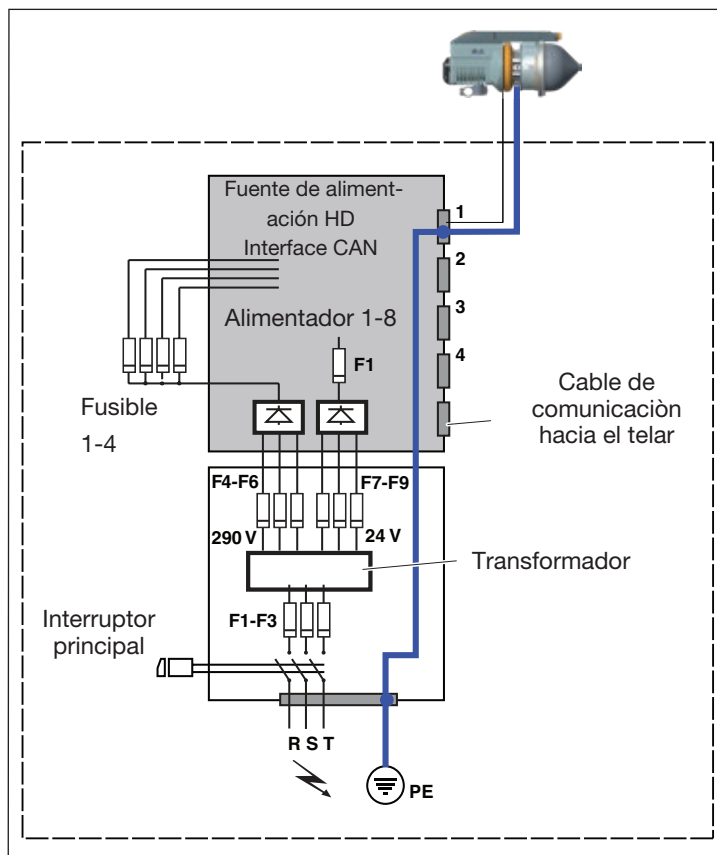 Fuente de aliment-
ación HD
Interface CAN
1
2
3
4
Alimentador 1-8
F1
Fusible
1-4
Cable de
comunicaciòn
hacia el telar
F4-F6
F7-F9
290 V
24 V
Transformador
F1-F3
Interruptor
principal
R S T
PE